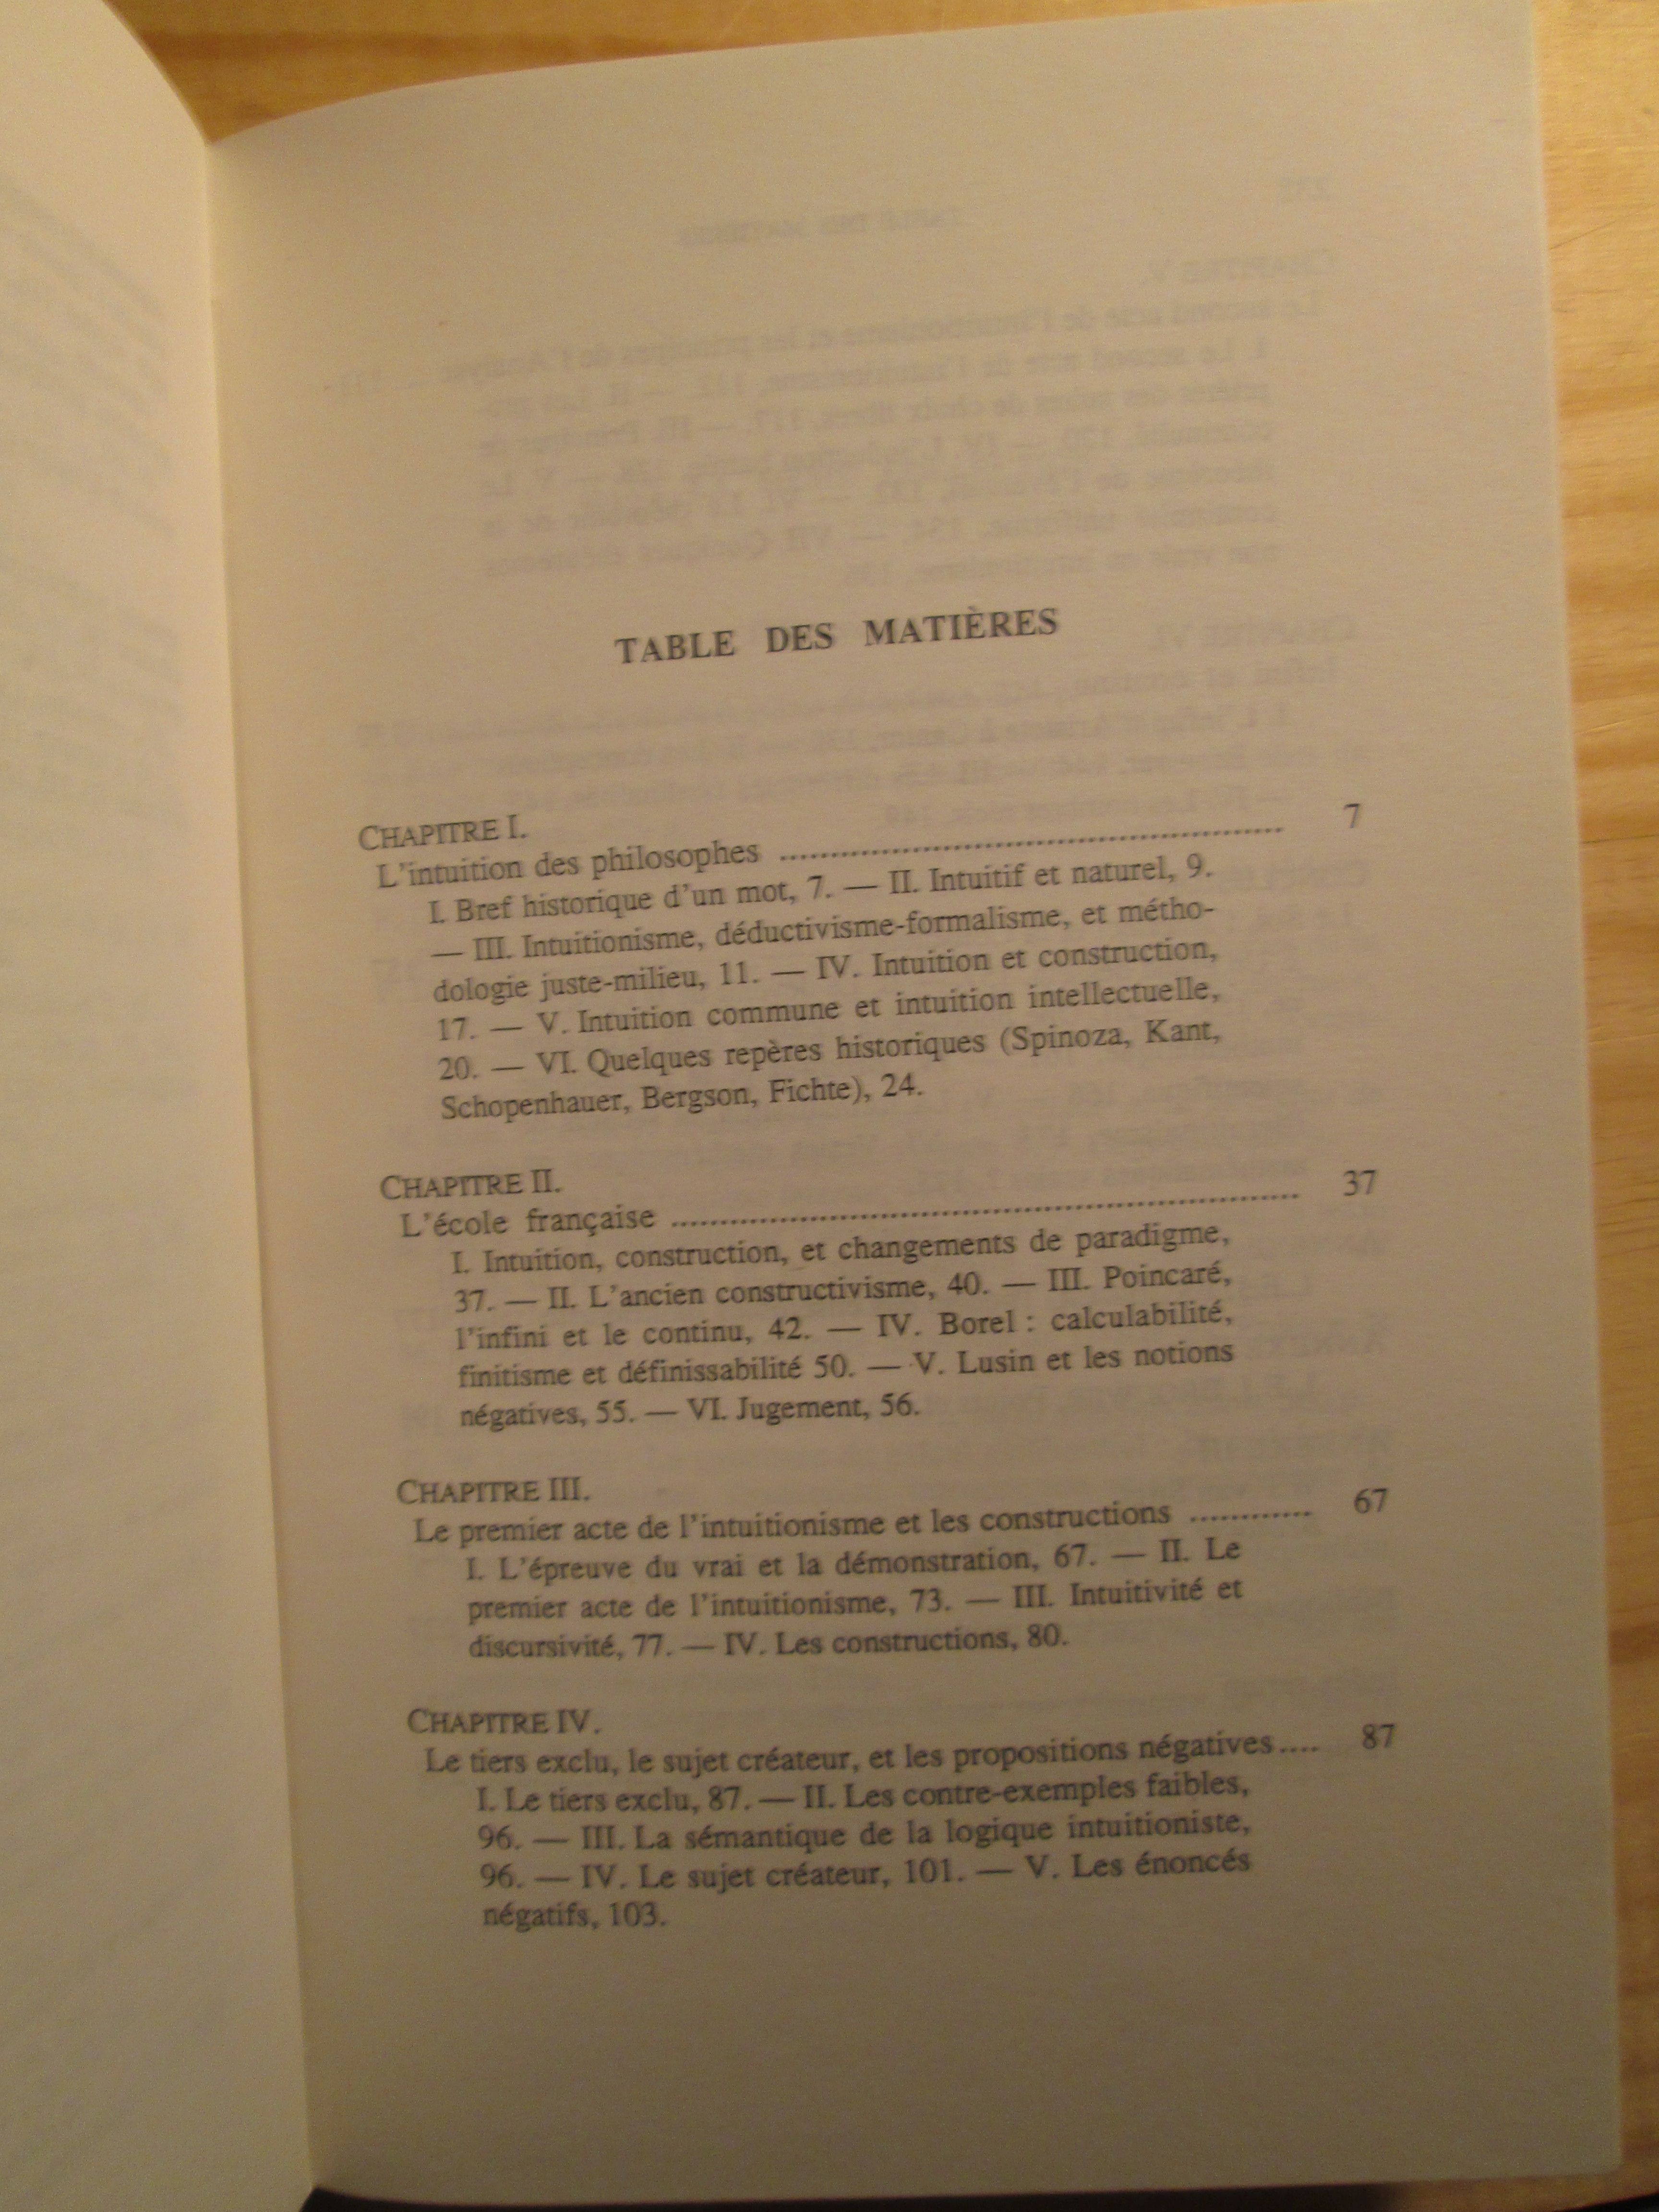 TABLE DES MATIÈRES
CHAPITRE I.
L'intuition des philosophes ........................................................ 7
I. Bref historique d'un mot, 7. — II. Intuitif et naturel, 9.
— III. Intuitionisme, déductivisme-formalisme, et métho-
dologie juste-milieu, 11. — IV. Intuition et construction,
17. — V. Intuition commune et intuition intellectuelle,
20. — VI. Quelques repères historiques (Spinoza, Kant,
Schopenhauer, Bergson, Fichte), 24.
CHAPITRE II.
L'école française ........................................................ 37
I. Intuition, construction, et changements de paradigme,
37. — II. L'ancien constructivisme, 40. — III. Poincaré,
l'infini et le continu, 42. — IV. Borel : calculabilité,
finitisme et définissabilité 50. — V. Lusin et les notions
négatives, 55. — VI. Jugement, 56.
CHAPITRE III.
Le premier acte de l'intuitionisme et les constructions ............ 67
I. L'épreuve du vrai et la démonstration, 67. — II. Le
premier acte de l'intuitionisme, 73. — III. Intuitivité et
discursivité, 77. — IV. Les constructions, 80.
CHAPITRE IV.
Le tiers exclu, le sujet créateur, et les propositions négatives .... 87
I. Le tiers exclu, 87. — II. Les contre-exemples faibles,
96. — III. La sémantique de la logique intuitioniste,
96. — IV. Le sujet créateur, 101. — V. Les énoncés
négatifs, 103.